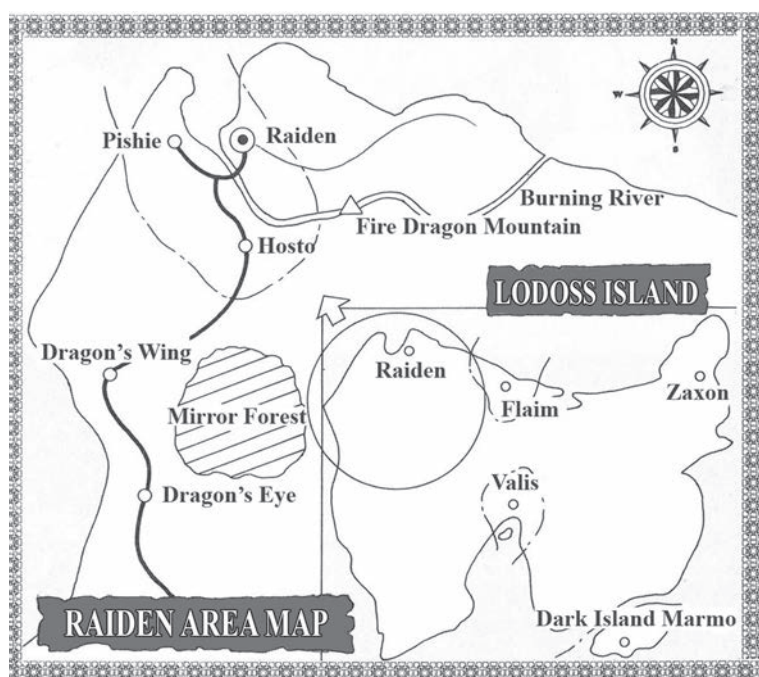 N
W
S
Pishie
Raiden
Burning River
Fire Dragon Mountain
Hosto
LODOSS ISLAND
Dragon's Wing
Raiden
Flaim
Zaxon
Mirror Forest
Valis
Dragon's Eye
RAIDEN AREA MAP
Dark Island Marmo